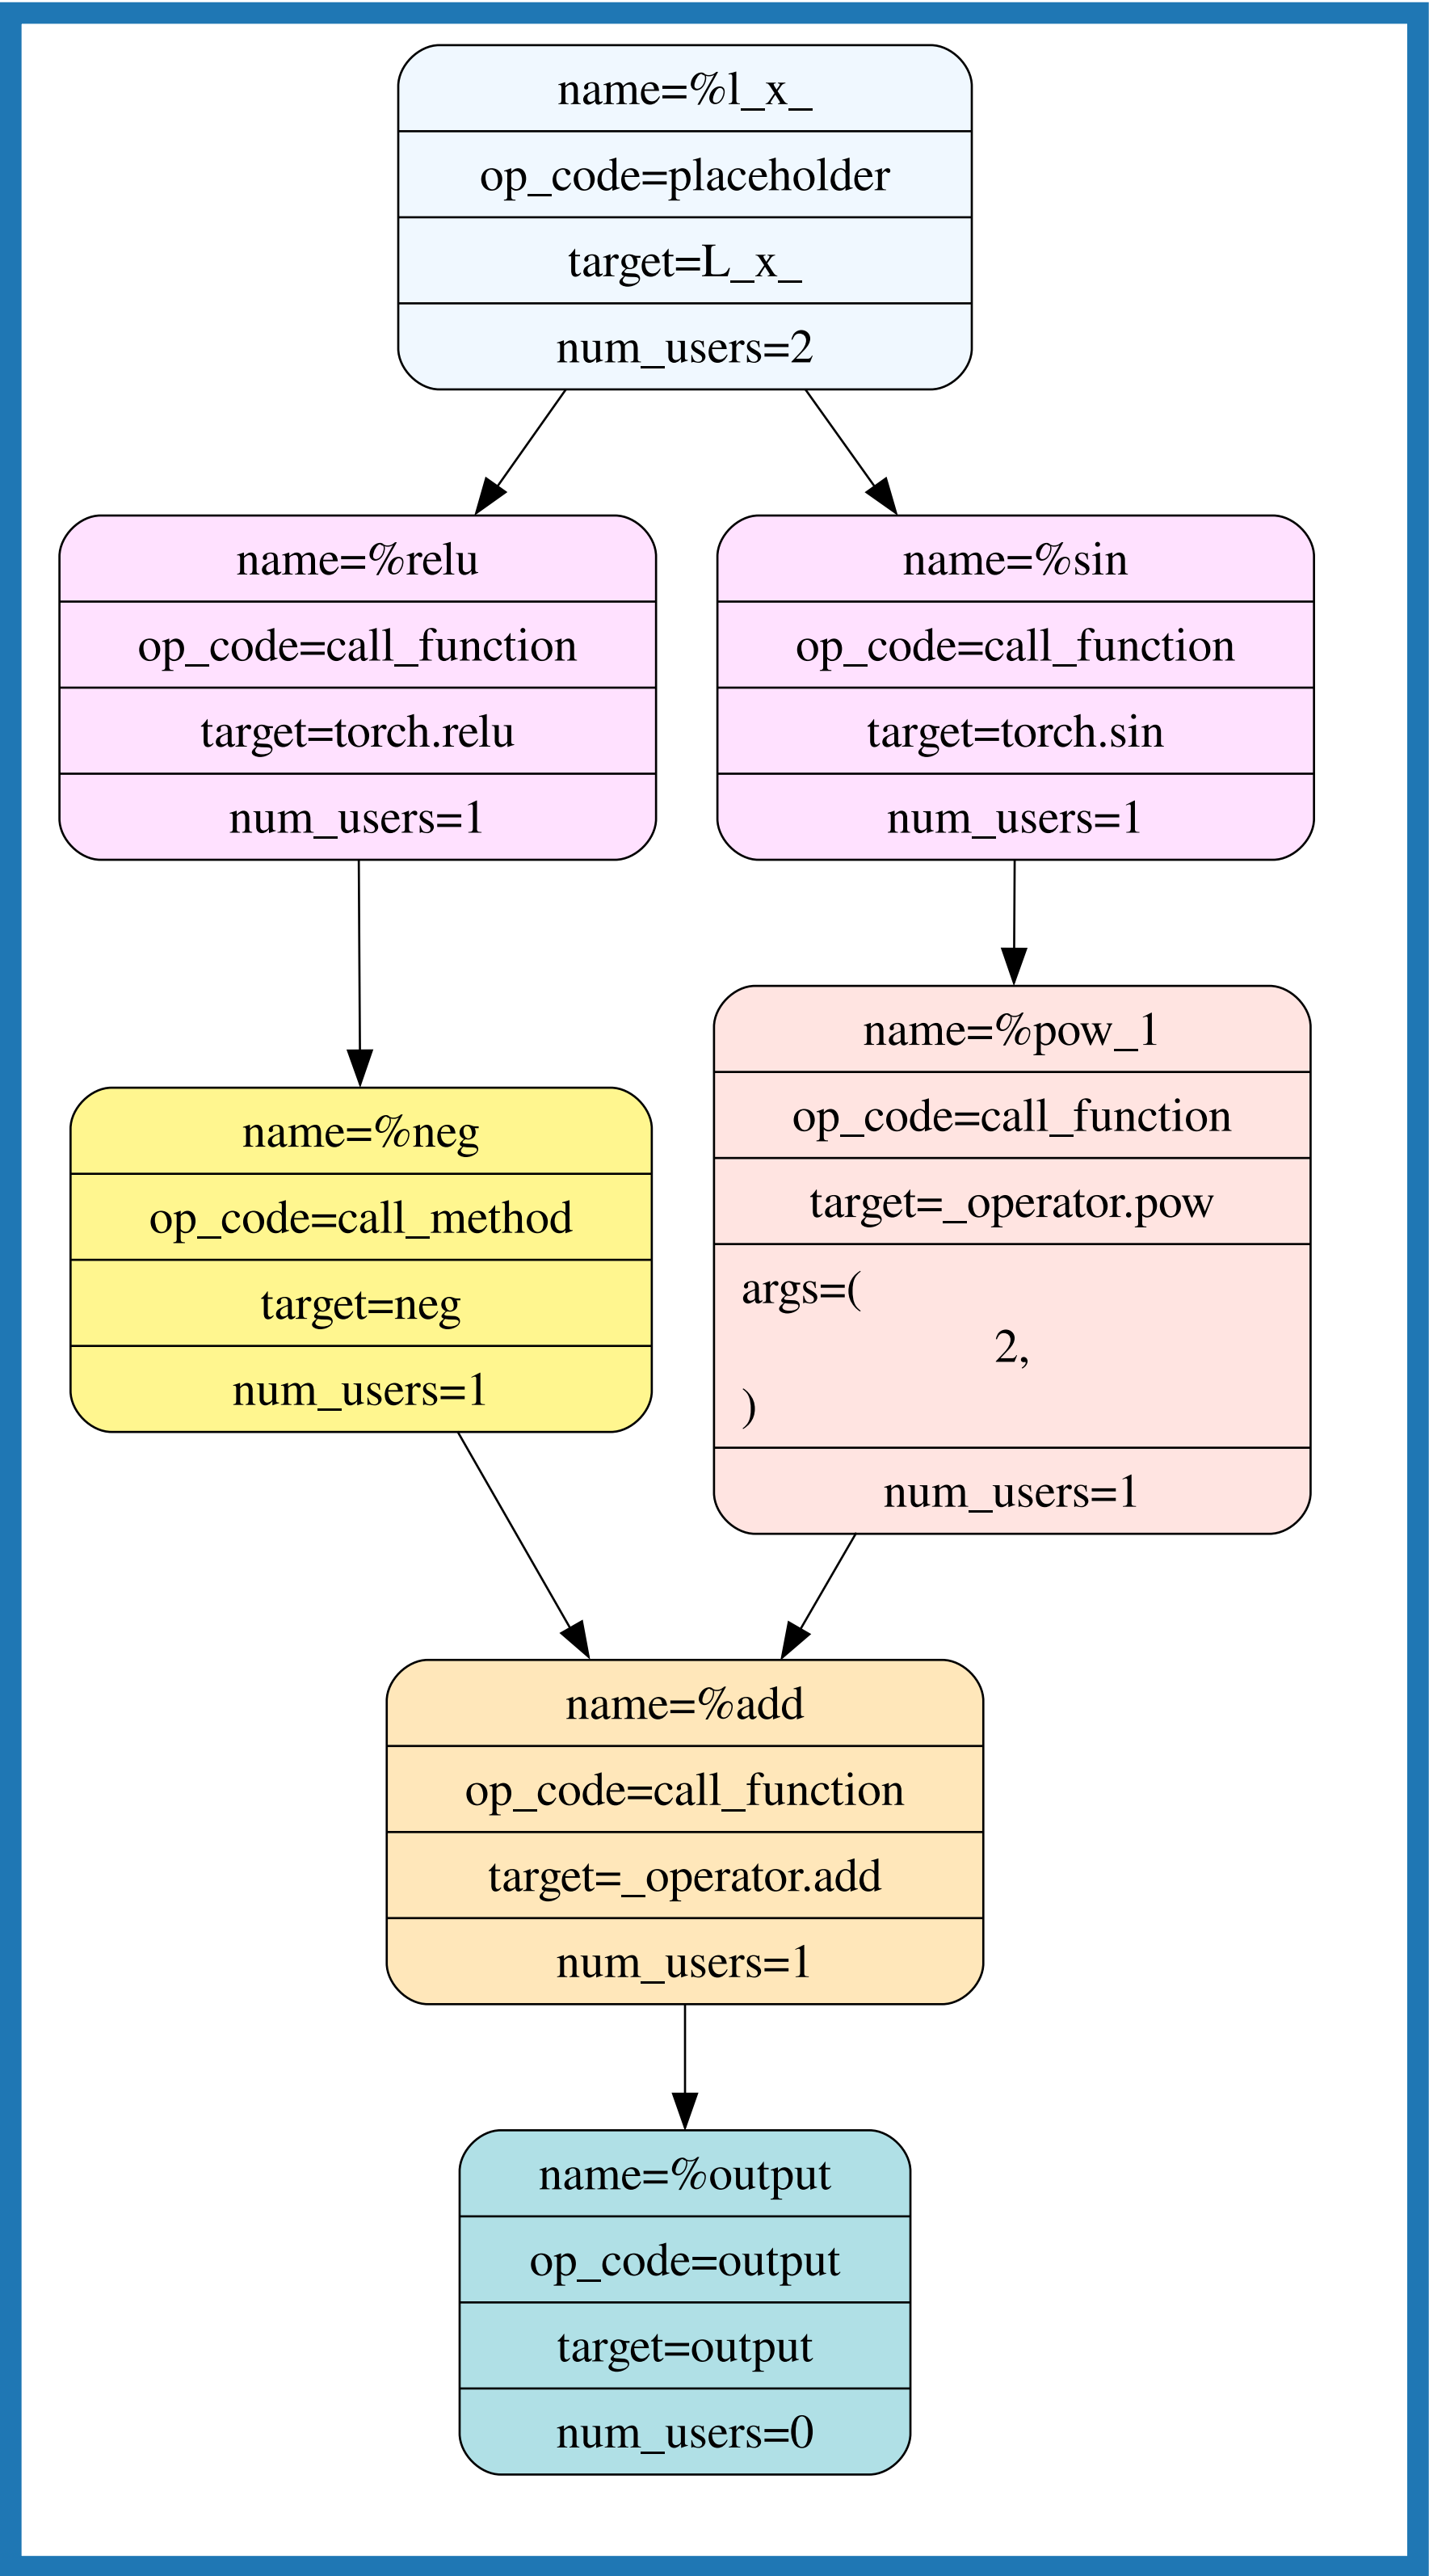 name=%l_x_
op_code=placeholder
target=L_x_
num_users=2
name=%relu
op_code=call_function
target=torch.relu
num_users=1
name=%sin
op_code=call_function
target=torch.sin
num_users=1
name=%neg
op_code=call_method
target=neg
num_users=1
name=%pow_1
op_code=call_function
target=_operator.pow
args=(
2,
)
num_users=1
name=%add
op_code=call_function
target=_operator.add
num_users=1
name=%output
op_code=output
target=output
num_users=0